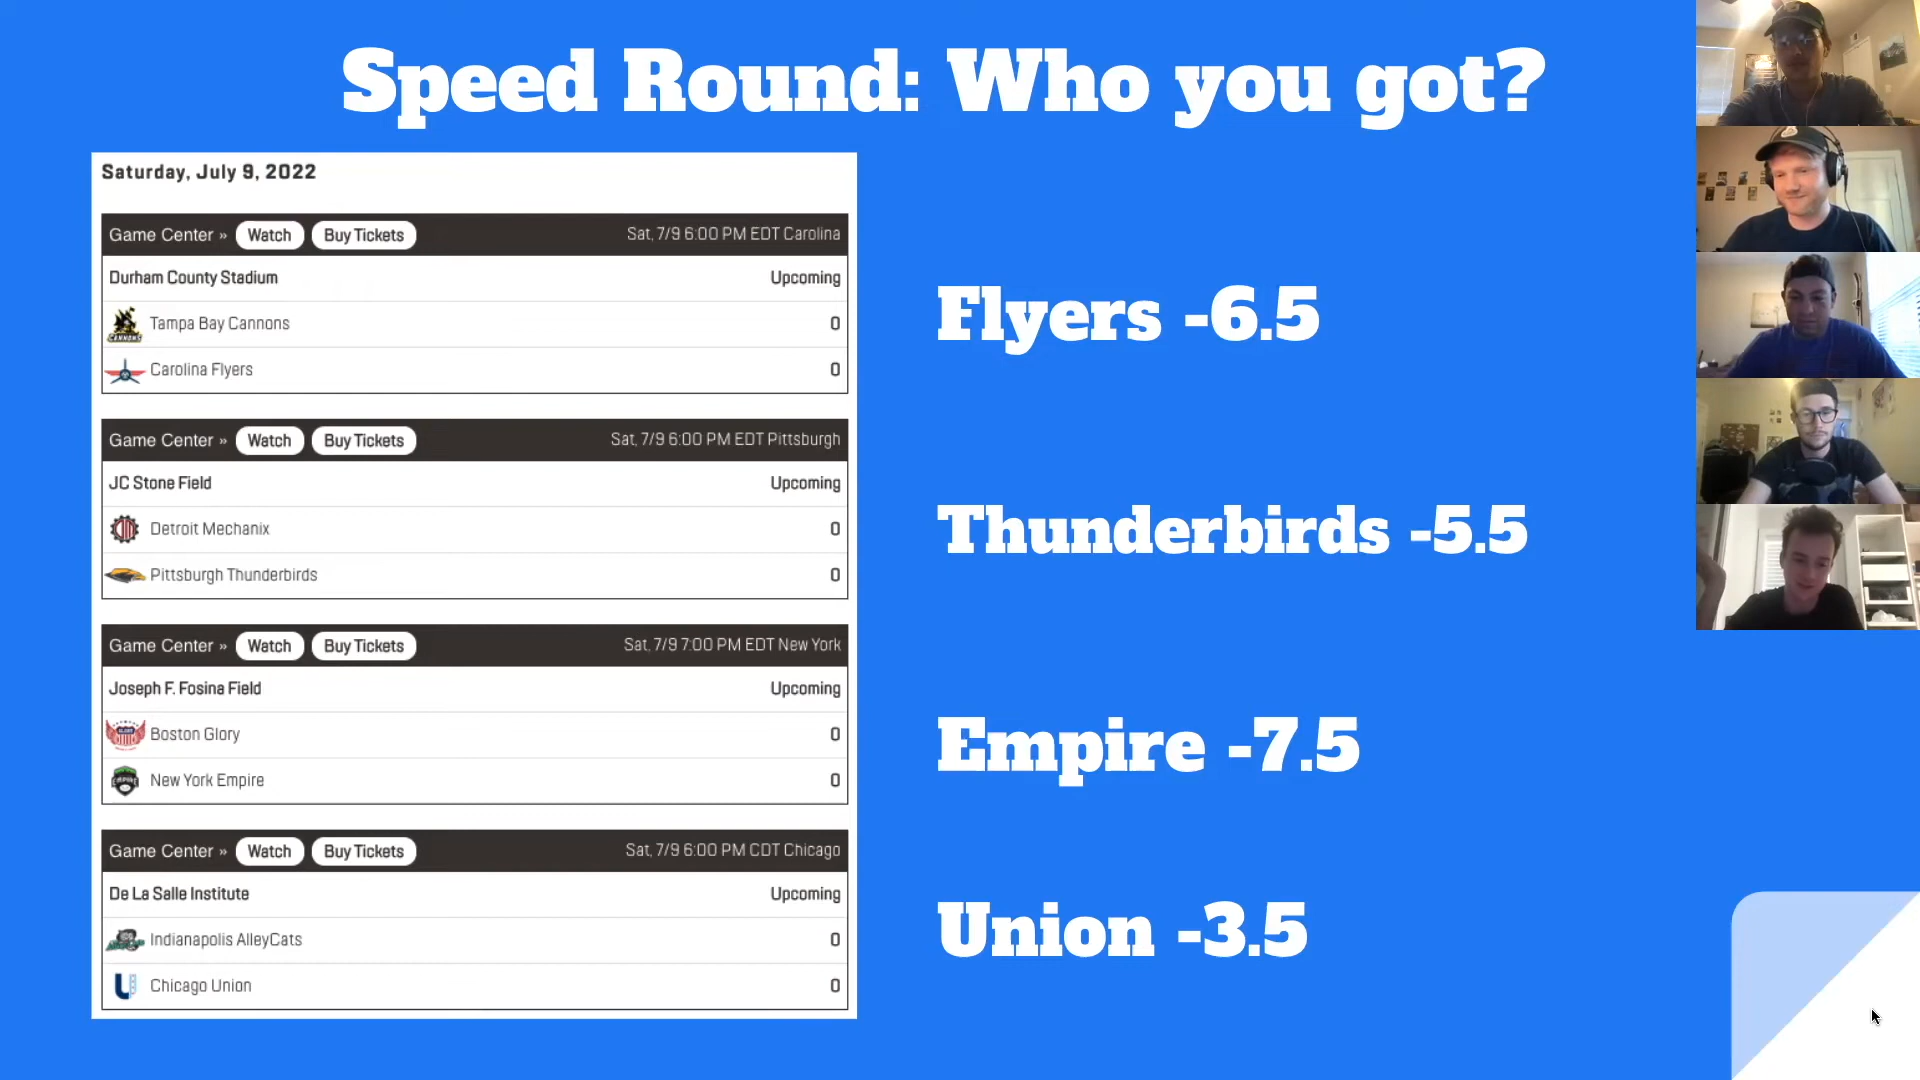 Speed Round: Who you got?
Saturday, July 9, 2022
Game Center » Watch Buy Tickets Sat, 7/9 6:00 PM EDT Carolina
Durham County Stadium Upcoming
Tampa Bay Cannons 0
Carolina Flyers 0
Flyers -6.5
Game Center » Watch Buy Tickets Sat, 7/9 6:00 PM EDT Pittsburgh
JC Stone Field Upcoming
Detroit Mechanix 0
Pittsburgh Thunderbirds 0
Thunderbirds -5.5
Game Center » Watch Buy Tickets Sat, 7/9 7:00 PM EDT New York
Joseph F. Fosina Field Upcoming
Boston Glory 0
New York Empire 0
Empire -7.5
Game Center » Watch Buy Tickets Sat, 7/9 6:00 PM CDT Chicago
De La Salle Institute Upcoming
Indianapolis AlleyCats 0
Chicago Union 0
Union -3.5